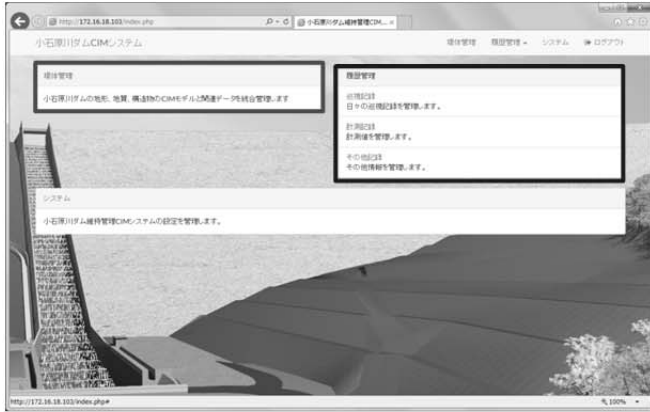 http://172.16.18.103/index.php
小石原川ダム維持管理CIM...
小石原川ダムCIMシステム
環体管理 履歴管理 システム ログアウト
環体管理
小石原川ダムの地形、地質、構造物のCIMモデルと関連データを統合管理します
履歴管理
巡視記録
日々の巡視記録を管理します。
計測記録
計測値を管理します。
その他記録
その他情報を管理します。
システム
小石原川ダム維持管理CIMシステムの設定を管理します。
http://172.16.18.103/index.php#
100%